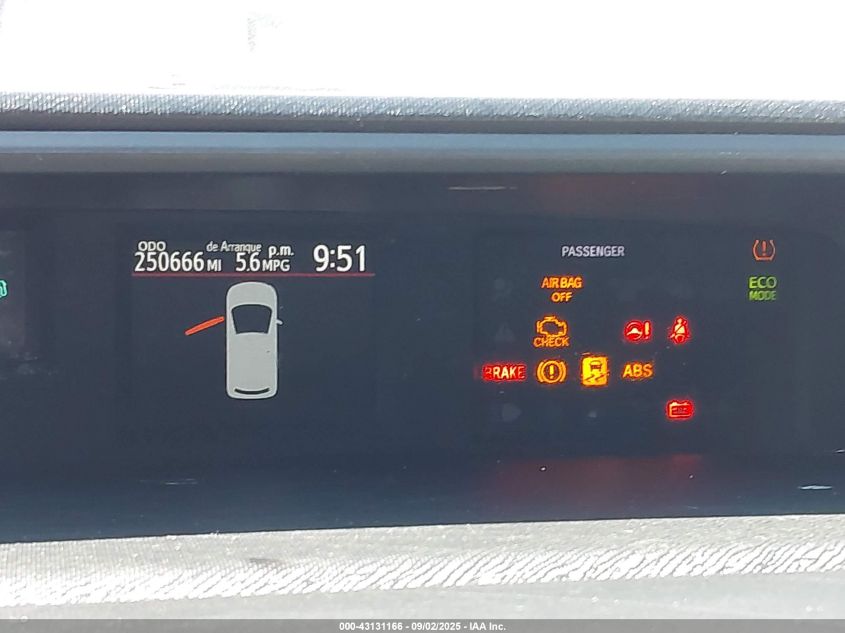 ODO de Arranque p.m.
250666 MI 5.6 MPG 9:51
PASSENGER
AIR BAG
OFF
ECO
MODE
CHECK
BRAKE ABS
000-43131166 - 09/02/2025 - IAA Inc.